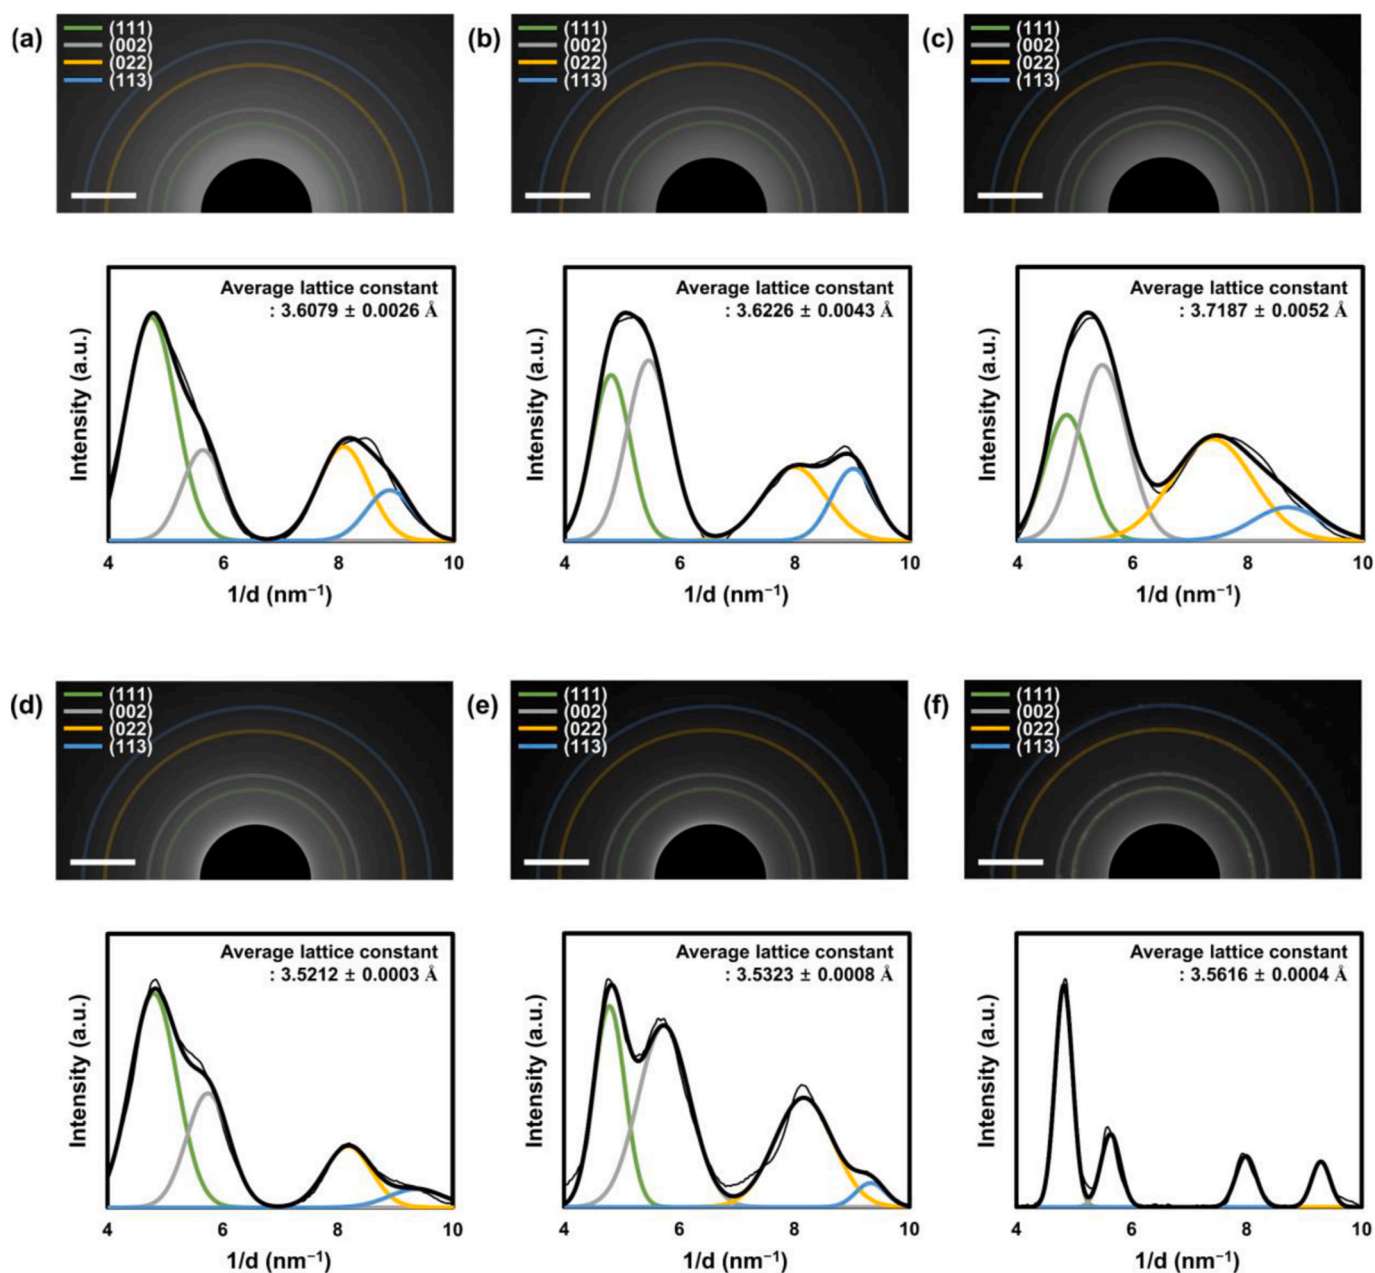 (a)
(111)
(002)
(022)
(113)
(b)
(111)
(002)
(022)
(113)
(c)
(111)
(002)
(022)
(113)
Average lattice constant
: 3.6079 ± 0.0026 Å
Intensity (a.u.)
4 6 8 10
1/d (nm⁻¹)
Average lattice constant
: 3.6226 ± 0.0043 Å
Intensity (a.u.)
4 6 8 10
1/d (nm⁻¹)
Average lattice constant
: 3.7187 ± 0.0052 Å
Intensity (a.u.)
4 6 8 10
1/d (nm⁻¹)
(d)
(111)
(002)
(022)
(113)
(e)
(111)
(002)
(022)
(113)
(f)
(111)
(002)
(022)
(113)
Average lattice constant
: 3.5212 ± 0.0003 Å
Intensity (a.u.)
4 6 8 10
1/d (nm⁻¹)
Average lattice constant
: 3.5323 ± 0.0008 Å
Intensity (a.u.)
4 6 8 10
1/d (nm⁻¹)
Average lattice constant
: 3.5616 ± 0.0004 Å
Intensity (a.u.)
4 6 8 10
1/d (nm⁻¹)